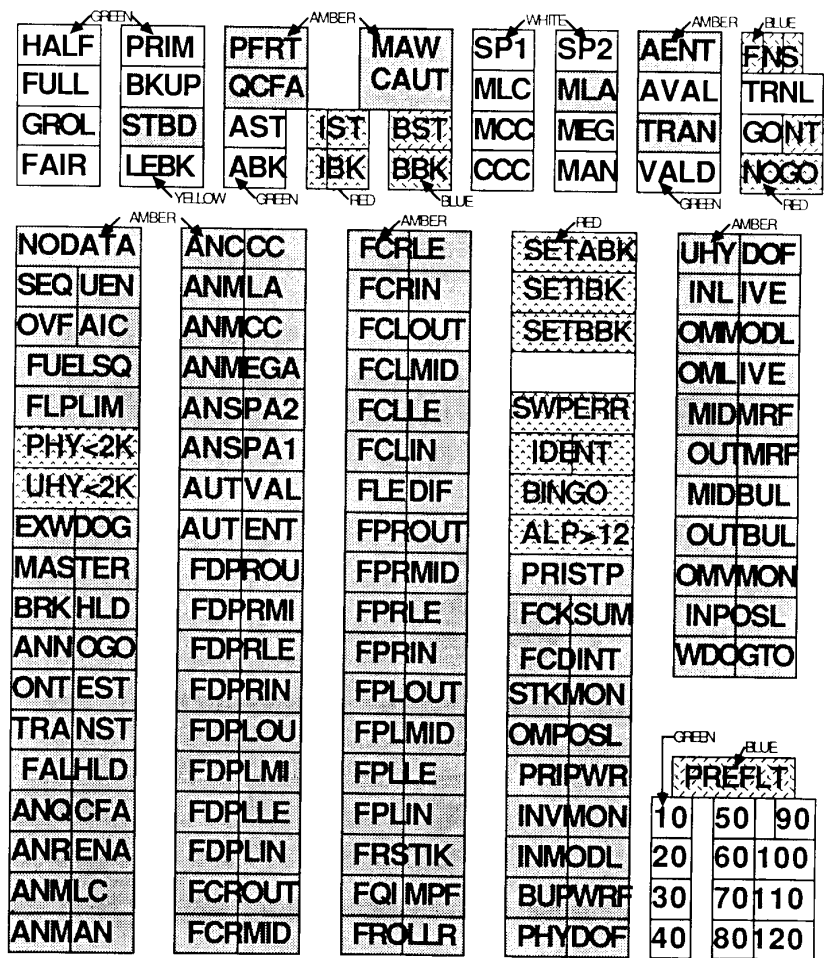 GREEN AMBER WHITE AMBER BLUE
HALF PRIM PFRT MAW CAUT SP1 SP2 AENT FNS
FULL BKUP QCFA MLC MLA AVAL TRNL
GROL STBD AST IST BST MCC MEG TRAN GONT
FAIR LEBK ABK IBK BBK CCC MAN VALD NOGO
YELLOW GREEN RED BLUE GREEN RED
AMBER AMBER RED AMBER
NODATA ANCCC FCRLE SETABK UHYDOF
SEQUEN ANMLA FCRIN SETIBK INLIVE
OVFAIC ANMCC FCLOUT SETBBK OMMODL
FUELSQ ANMEGA FCLMID OMLIVE
FLPLIM ANSPA2 FCLLE SWPERR MIDMRF
PHY<2K ANSPA1 FCLIN IDENT OUTMRF
UHY<2K AUTVAL FLEDIF BINGO MIDBUL
EXWDOG AUTENT FPROUT ALP>12 OUTBUL
MASTER FDPROU FPRMID PRISTP OMVMON
BRKHLD FDPRMI FPRLE FCKSUM INPOSL
ANNOGO FDPRLE FPRIN FCDINT WDOGTO
ONTEST FDPRIN FPLOUT STKMON
TRANST FDPLOU FPLMID OMPOSL GREEN BLUE
FALHLD FDPLMI FPLLE PRIPWR PREFLT
ANQCFA FDPLLE FPLIN INVMON 10 50 90
ANRENA FDPLIN FRSTIK INMODL 20 60 100
ANMLC FCROUT FQIMPF BUPWRF 30 70 110
ANMAN FCRMID FROLLR PHYDOF 40 80 120